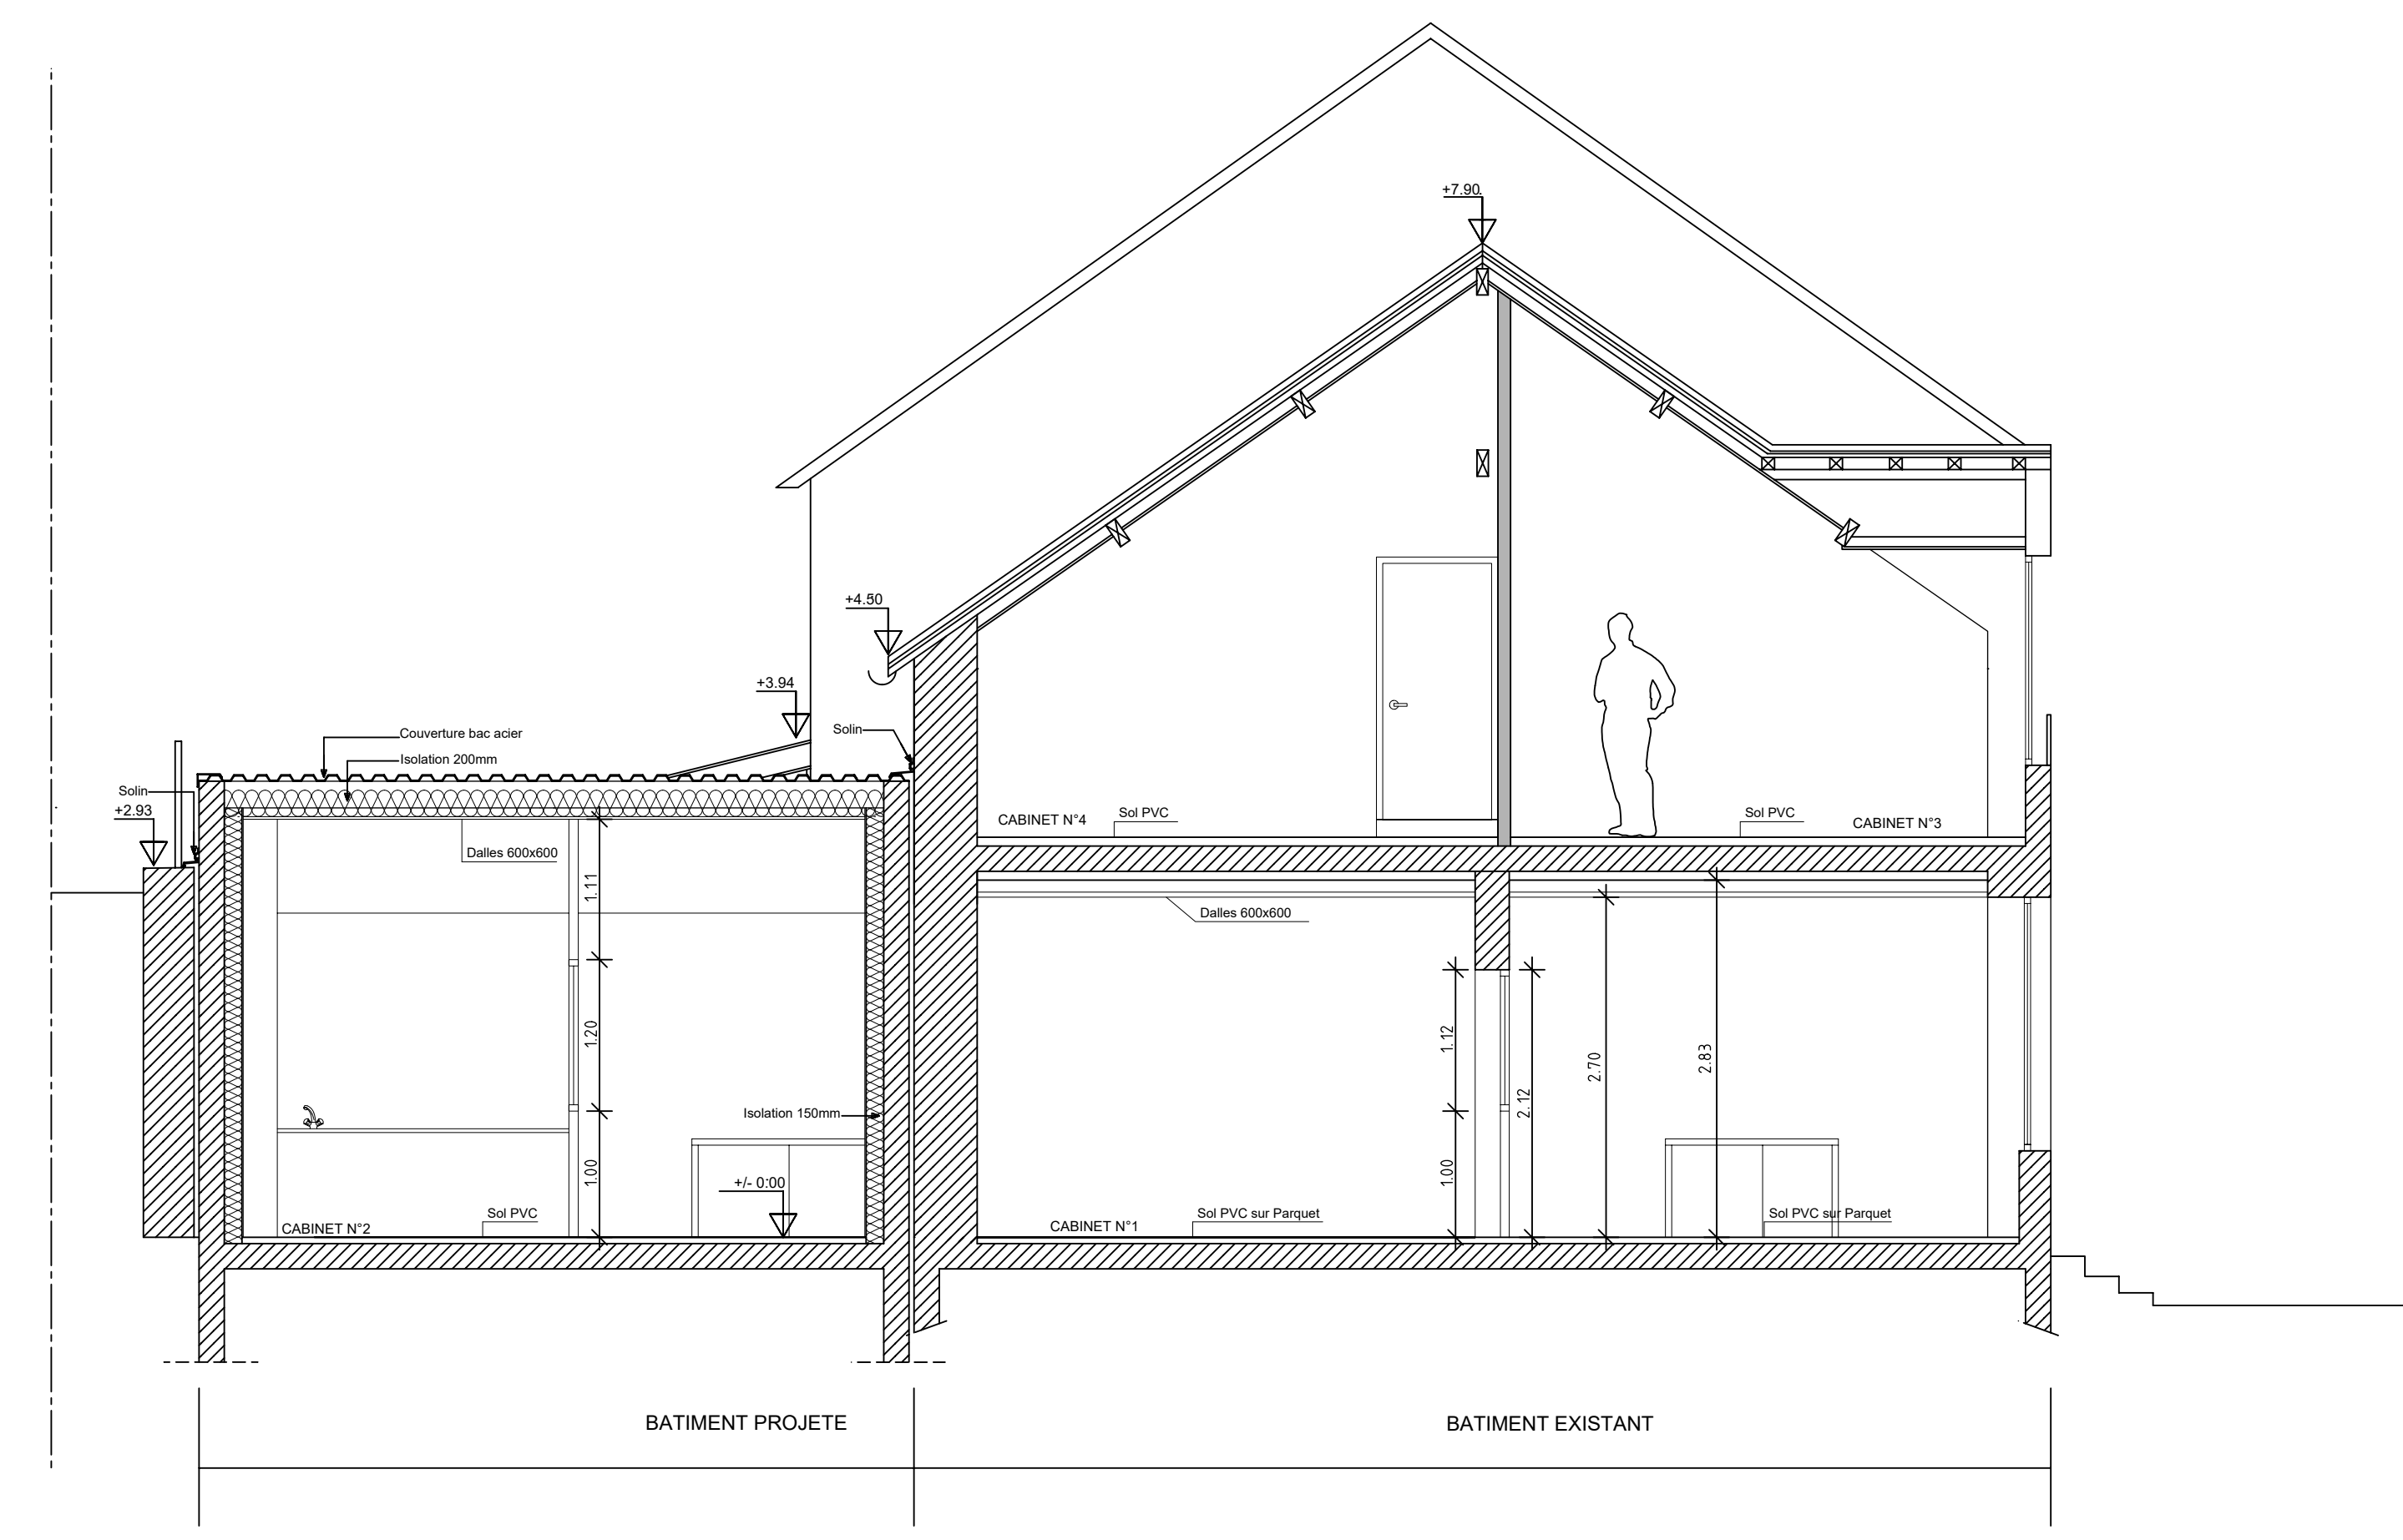 +7.90
+4.50
+3.94
Solin
Couverture bac acier
Isolation 200mm
Solin
+2.93
CABINET N°4
Sol PVC
Sol PVC
CABINET N°3
Dalles 600x600
1.11
Dalles 600x600
1.20
1.12
2.70
2.83
2.12
Isolation 150mm
1.00
1.00
+/- 0:00
Sol PVC
CABINET N°2
CABINET N°1
Sol PVC sur Parquet
Sol PVC sur Parquet
BATIMENT PROJETE
BATIMENT EXISTANT